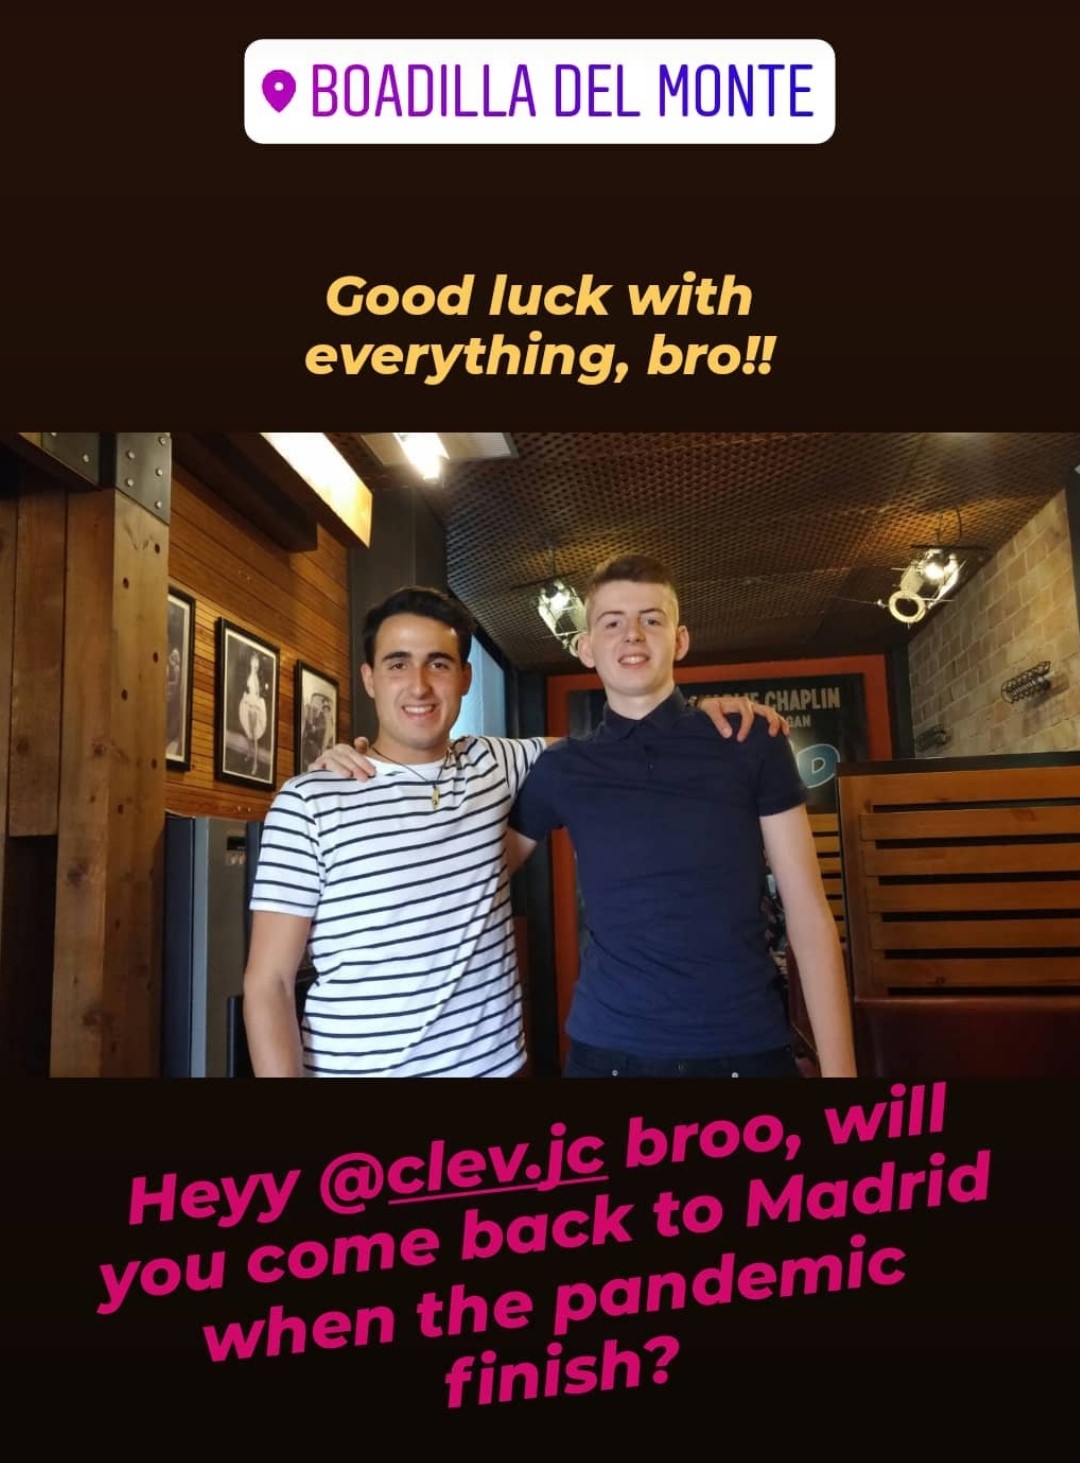 BOADILLA DEL MONTE
Good luck with
everything, bro!!
CHAPLIN
Heyy @clev.jc broo, will
you come back to Madrid
when the pandemic
finish?